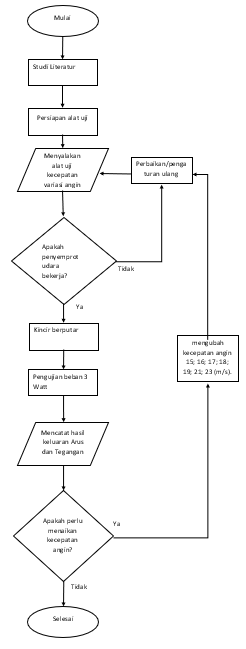 Mulai
Studi Literatur
Persiapan alat uji
Menyalakan
alat uji
kecepatan
variasi angin
Perbaikan/penga
turan ulang
Apakah
penyemprot
udara
bekerja?
Tidak
Ya
Kincir berputar
mengubah
kecepatan angin
15; 16; 17; 18;
19; 21; 23 (m/s).
Pengujian beban 3
Watt
Mencatat hasil
keluaran Arus
dan Tegangan
Apakah perlu
menaikan
kecepatan
angin?
Ya
Tidak
Selesai